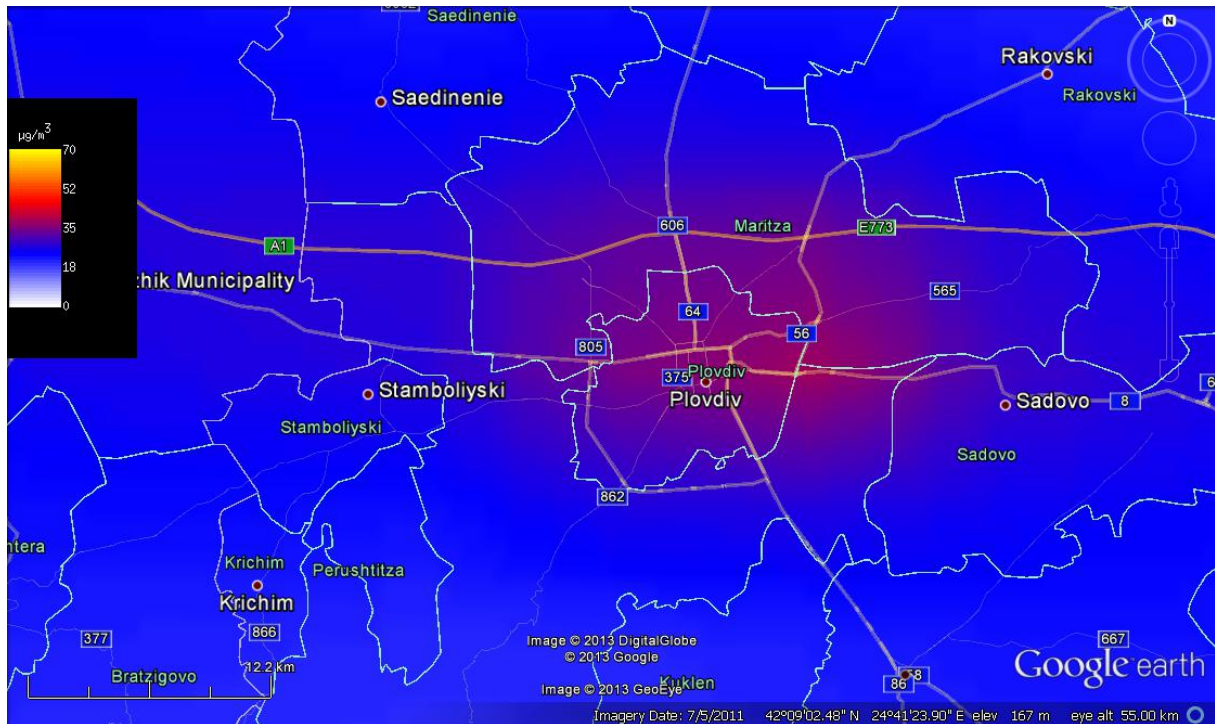 Saedinenie
Rakovski
Rakovski
Saedinenie
N
µg/m³
70
52
35
18
0
606
Maritza
E773
A1
zhik Municipality
565
64
56
805
Plovdiv
375
Plovdiv
Stamboliyski
Sadovo
8
6
Stamboliyski
Sadovo
862
ntera
Krichim
Perushtitza
Krichim
377
866
667
12.2 km
Bratzigovo
Image © 2013 DigitalGlobe
© 2013 Google
Image © 2013 GeoEye
Kuklen
86
Google earth
Imagery Date: 7/5/2011 42°09'02.48" N 24°41'23.90" E elev 167 m eye alt 55.00 km